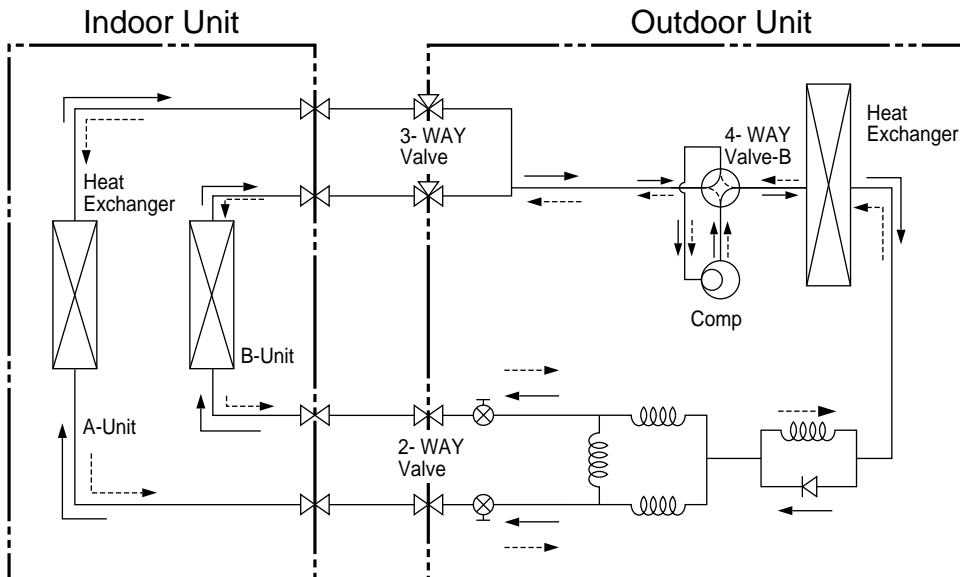 Indoor Unit
Outdoor Unit
3- WAY
Valve
4- WAY
Valve-B
Heat
Exchanger
Heat
Exchanger
Comp
B-Unit
A-Unit
2- WAY
Valve